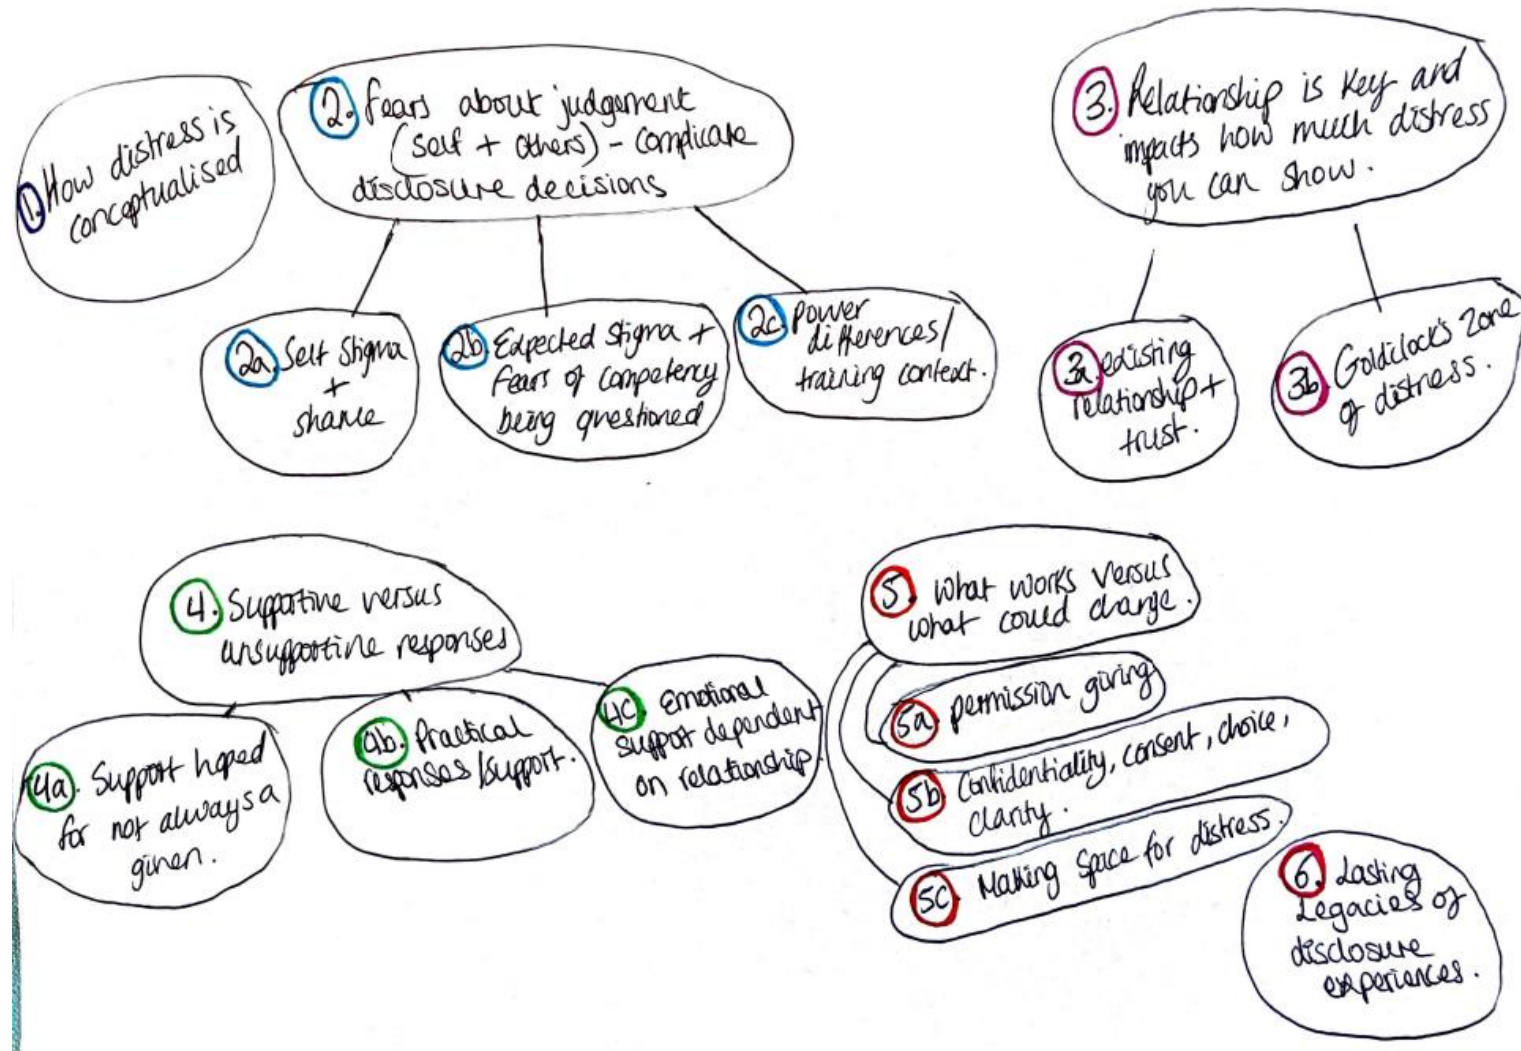 1. How distress is
conceptualised
2. Fears about judgement
(self + others) - complicate
disclosure decisions
2a. Self Stigma
+
shame
2b. Expected Stigma +
Fears of Competency
being questioned
2c. Power
differences/
training context.
3. Relationship is key and
impacts how much distress
you can show.
3a. existing
relationship +
trust.
3b. Goldilock's zone
of distress.
4. Supportive versus
unsupportive responses
4a. Support hoped
for not always a
given.
4b. Practical
responses/support.
4c. Emotional
support dependent
on relationship.
5. What works versus
what could change.
5a. permission giving
5b. Confidentiality, consent, choice,
clarity.
5c. Making space for distress.
6. Lasting
Legacies of
disclosure
experiences.